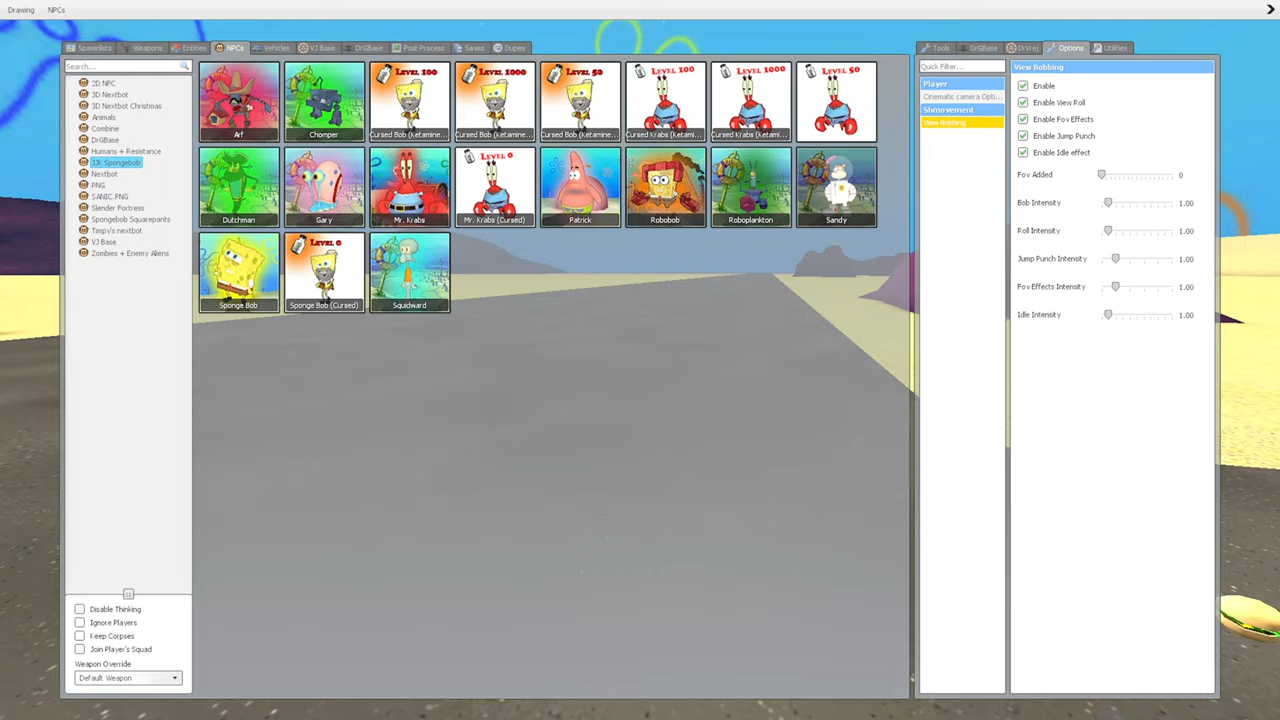 Drawing NPCs
Spawnlists Weapons Entities NPCs Vehicles VJ Base DrGBase Post Process Saves Dupes
Search...
2D NPC
3D Nextbot
3D Nextbot Christmas
Animals
Combine
DrGBase
Humans + Resistance
JJk Spongebob
Nextbot
PNG
SANIC.PNG
Slender Fortress
Spongebob Squarepants
Timpy's nextbot
VJ Base
Zombies + Enemy Aliens
Disable Thinking
Ignore Players
Keep Corpses
Join Player's Squad
Weapon Override
Default Weapon
LEVEL 100 LEVEL 1000 LEVEL 50 LEVEL 100 LEVEL 1000 LEVEL 50
Arf Chomper Cursed Bob (Ketamine... Cursed Bob (Ketamine... Cursed Bob (Ketamine... Cursed Krabs (Ketami... Cursed Krabs (Ketami...
LEVEL 0
Dutchman Gary Mr. Krabs Mr. Krabs (Cursed) Patrick Robobob Roboplankton Sandy
LEVEL 0
Sponge Bob Sponge Bob (Cursed) Squidward
Tools DrGBase Options Utilities
Quick Filter...
Player
Cinematic camera Opti...
Shmovement
View Bobbing
View Bobbing
Enable
Enable View Roll
Enable Fov Effects
Enable Jump Punch
Enable Idle effect
Fov Added 0
Bob Intensity 1.00
Roll Intensity 1.00
Jump Punch Intensity 1.00
Fov Effects Intensity 1.00
Idle Intensity 1.00